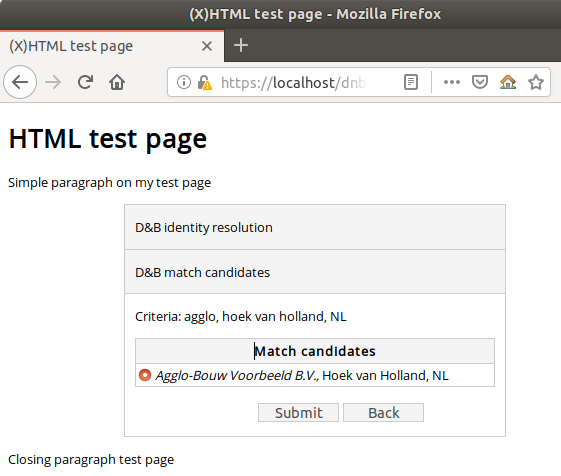 (X)HTML test page - Mozilla Firefox
(X)HTML test page
https://localhost/dnb
HTML test page
Simple paragraph on my test page
D&B identity resolution
D&B match candidates
Criteria: agglo, hoek van holland, NL
Match candidates
Agglo-Bouw Voorbeeld B.V., Hoek van Holland, NL
Submit Back
Closing paragraph test page